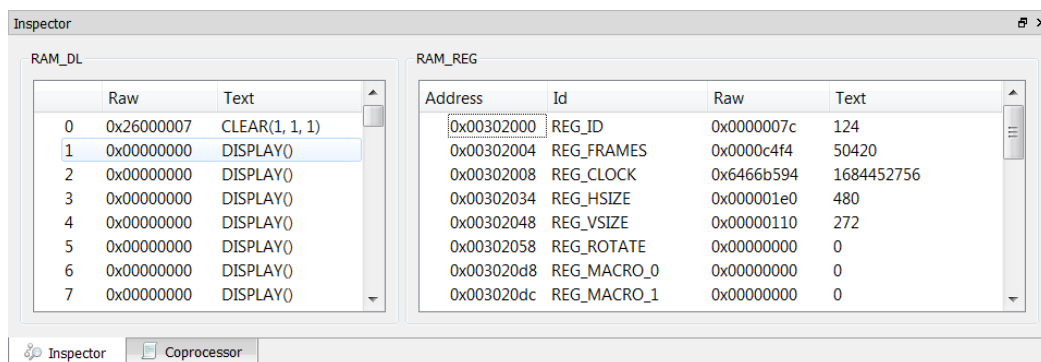 Inspector
RAM_DL
Raw Text
0 0x26000007 CLEAR(1, 1, 1)
1 0x00000000 DISPLAY()
2 0x00000000 DISPLAY()
3 0x00000000 DISPLAY()
4 0x00000000 DISPLAY()
5 0x00000000 DISPLAY()
6 0x00000000 DISPLAY()
7 0x00000000 DISPLAY()
RAM_REG
Address Id Raw Text
0x00302000 REG_ID 0x0000007c 124
0x00302004 REG_FRAMES 0x0000c4f4 50420
0x00302008 REG_CLOCK 0x6466b594 1684452756
0x00302034 REG_HSIZE 0x000001e0 480
0x00302048 REG_VSIZE 0x00000110 272
0x00302058 REG_ROTATE 0x00000000 0
0x003020d8 REG_MACRO_0 0x00000000 0
0x003020dc REG_MACRO_1 0x00000000 0
Inspector Coprocessor